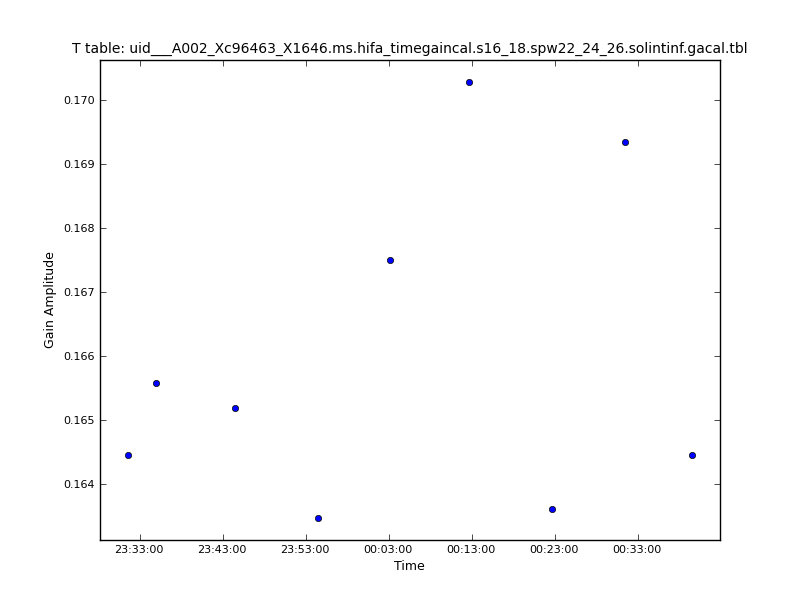 T table: uid___A002_Xc96463_X1646.ms.hifa_timegaincal.s16_18.spw22_24_26.solintinf.gacal.tbl
0.170
0.169
0.168
0.167
0.166
0.165
0.164
Gain Amplitude
23:33:00 23:43:00 23:53:00 00:03:00 00:13:00 00:23:00 00:33:00
Time